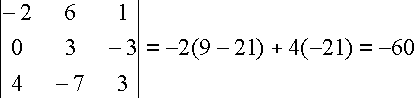 |−2 6 1|
|0 3 −3| = −2(9 − 21) + 4(−21) = −60
|4 −7 3|